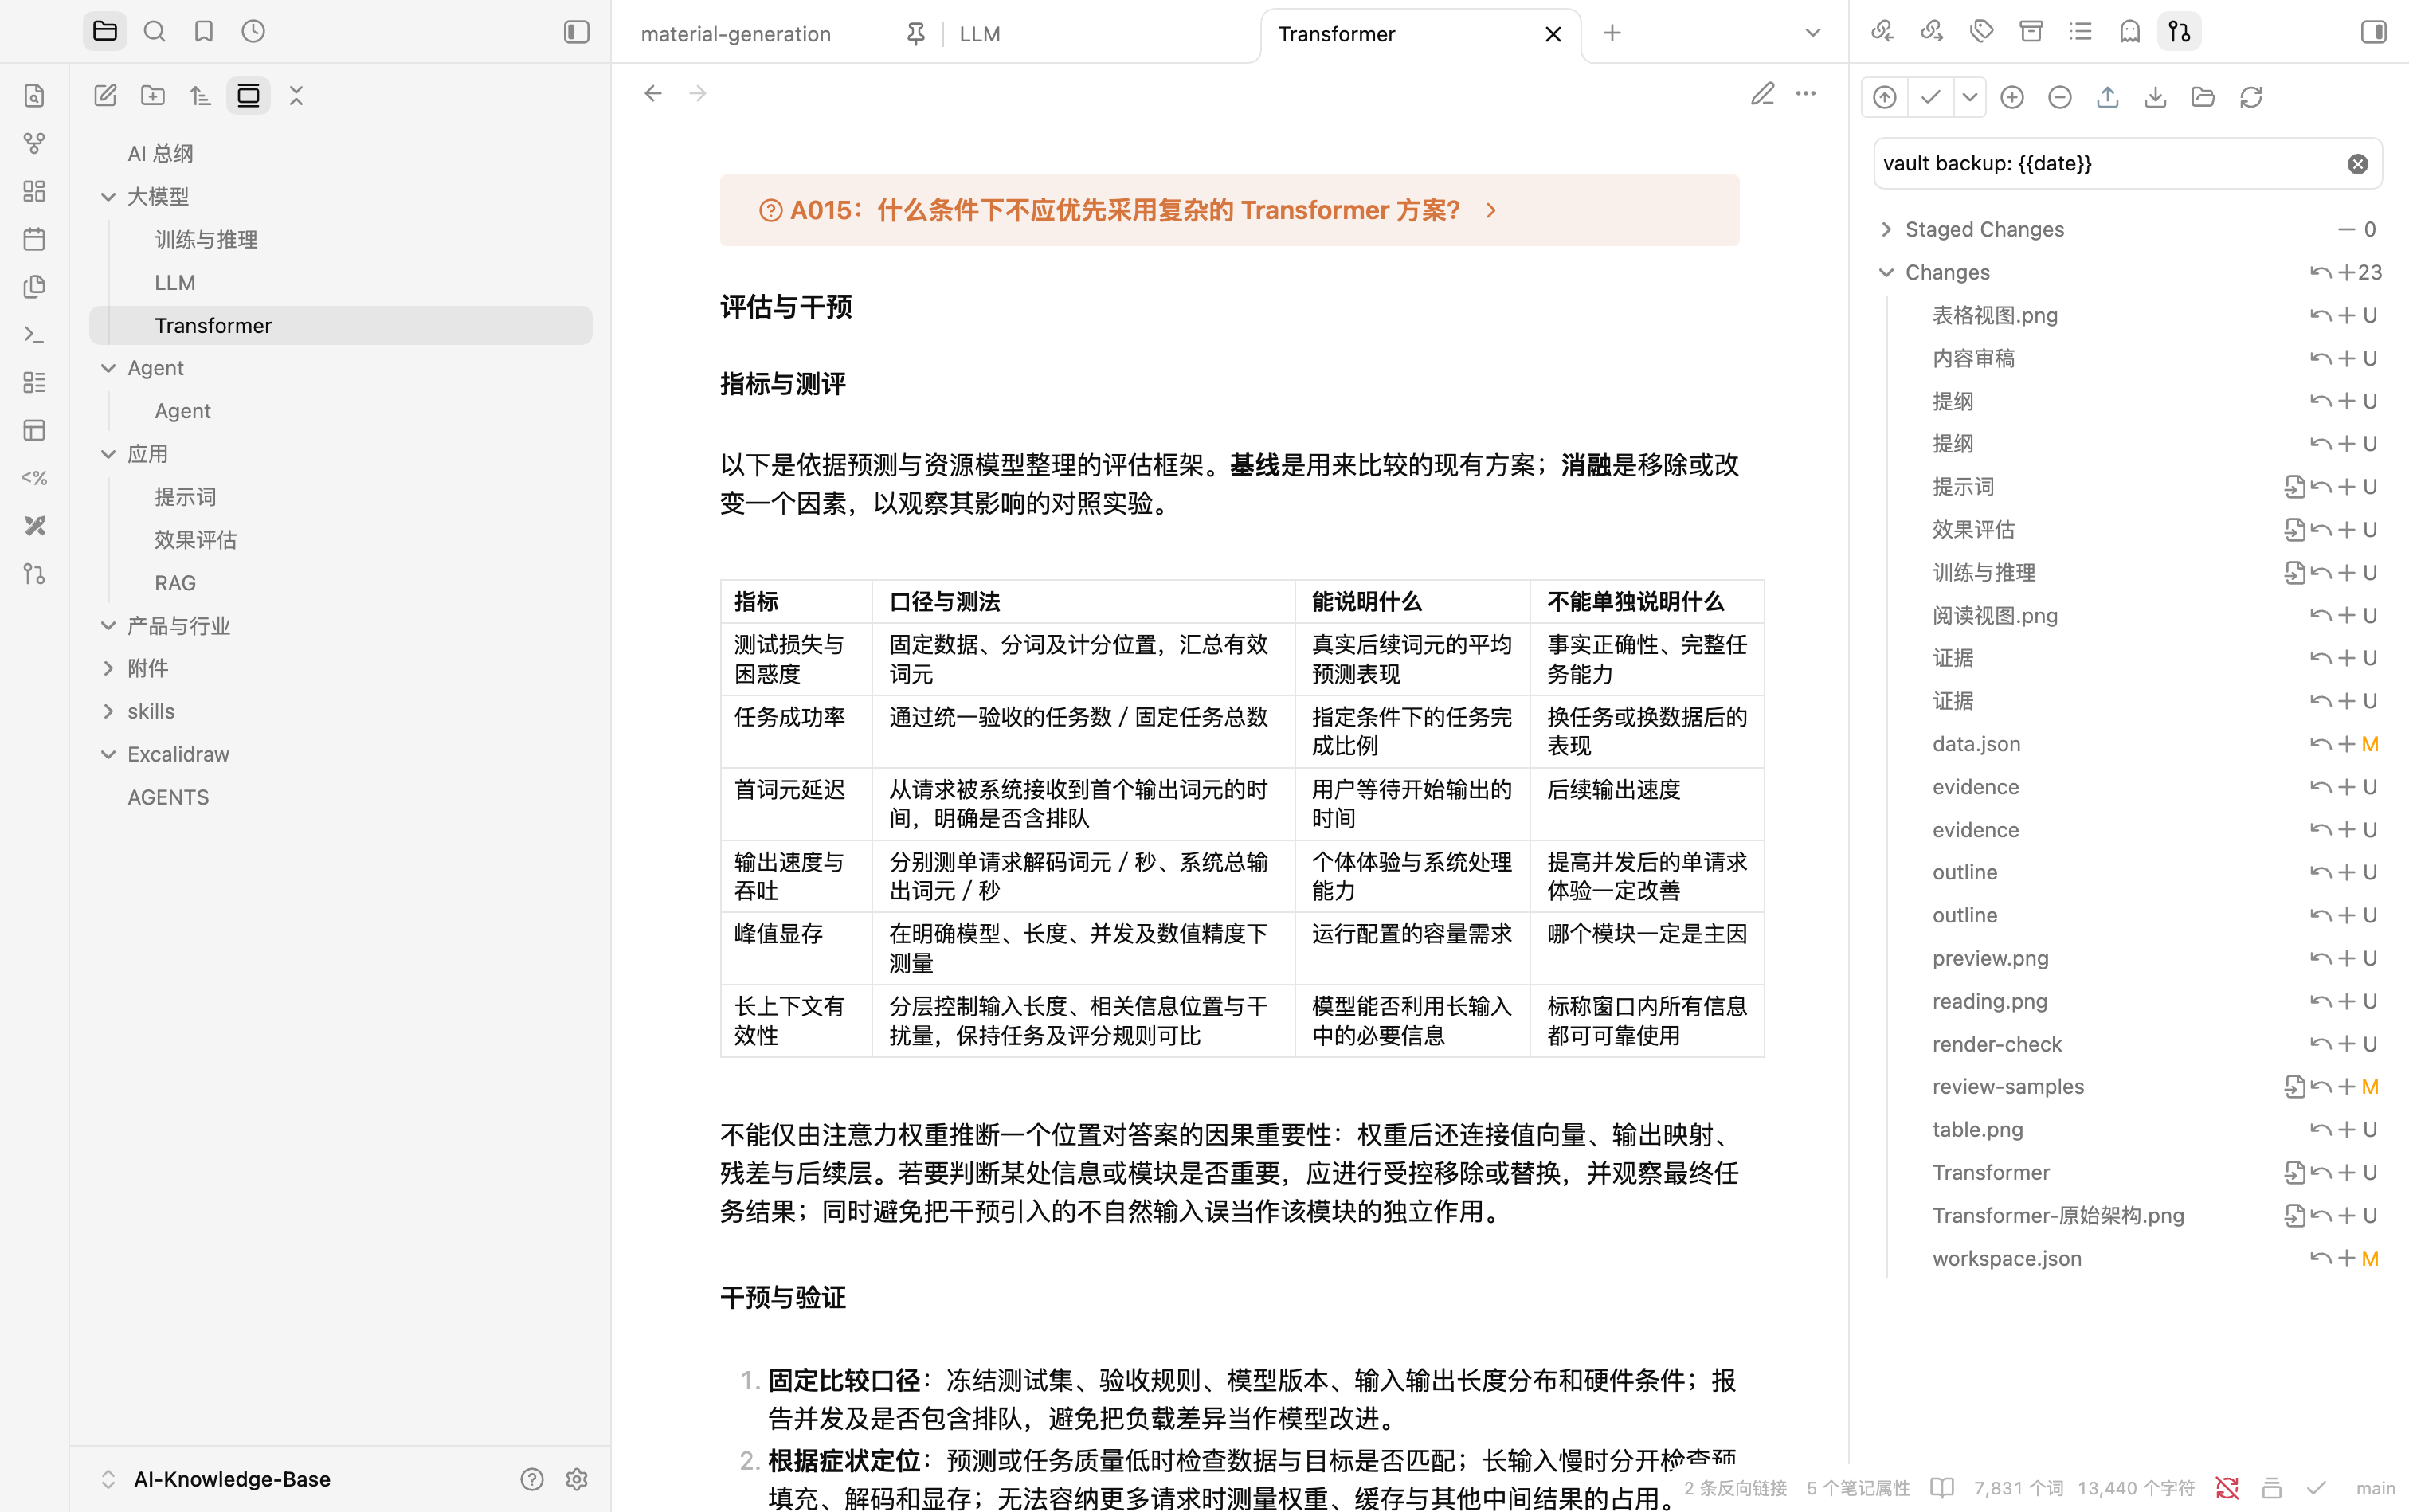 material-generation
LLM
Transformer
AI 总纲
大模型
训练与推理
LLM
Transformer
Agent
Agent
应用
提示词
效果评估
RAG
产品与行业
附件
skills
Excalidraw
AGENTS
AI-Knowledge-Base
<%
A015：什么条件下不应优先采用复杂的 Transformer 方案？
评估与干预
指标与测评
以下是依据预测与资源模型整理的评估框架。基线是用来比较的现有方案；消融是移除或改
变一个因素，以观察其影响的对照实验。
指标 口径与测法 能说明什么 不能单独说明什么
测试损失与困惑度 固定数据、分词及计分位置，汇总有效词元 真实后续词元的平均预测表现 事实正确性、完整任务能力
任务成功率 通过统一验收的任务数 / 固定任务总数 指定条件下的任务完成比例 换任务或换数据后的表现
首词元延迟 从请求被系统接收到首个输出词元的时间，明确是否含排队 用户等待开始输出的时间 后续输出速度
输出速度与吞吐 分别测单请求解码词元 / 秒、系统总输出词元 / 秒 个体体验与系统处理能力 提高并发后的单请求体验一定改善
峰值显存 在明确模型、长度、并发及数值精度下测量 运行配置的容量需求 哪个模块一定是主因
长上下文有效性 分层控制输入长度、相关信息位置与干扰量，保持任务及评分规则可比 模型能否利用长输入中的必要信息 标称窗口内所有信息都可可靠使用
不能仅由注意力权重推断一个位置对答案的因果重要性：权重后还连接值向量、输出映射、
残差与后续层。若要判断某处信息或模块是否重要，应进行受控移除或替换，并观察最终任
务结果；同时避免把干预引入的不自然输入误当作该模块的独立作用。
干预与验证
1. 固定比较口径：冻结测试集、验收规则、模型版本、输入输出长度分布和硬件条件；报
告并发及是否包含排队，避免把负载差异当作模型改进。
2. 根据症状定位：预测或任务质量低时检查数据与目标是否匹配；长输入慢时分开检查预
填充、解码和显存；无法容纳更多请求时测量权重、缓存与其他中间结果的占用。
vault backup: {{date}}
Staged Changes 0
Changes 23
表格视图.png U
内容审稿 U
提纲 U
提纲 U
提示词 U
效果评估 U
训练与推理 U
阅读视图.png U
证据 U
证据 U
data.json M
evidence U
evidence U
outline U
outline U
preview.png U
reading.png U
render-check U
review-samples M
table.png U
Transformer U
Transformer-原始架构.png U
workspace.json M
2 条反向链接 5 个笔记属性 7,831 个词 13,440 个字符 main